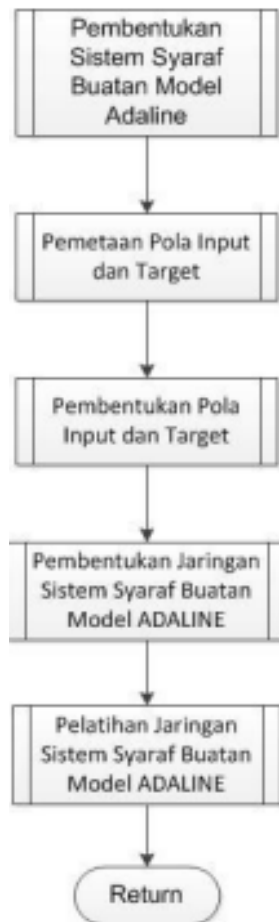 Pembentukan
Sistem Syaraf
Buatan Model
Adaline
Pemetaan Pola Input
dan Target
Pembentukan Pola
Input dan Target
Pembentukan Jaringan
Sistem Syaraf Buatan
Model ADALINE
Pelatihan Jaringan
Sistem Syaraf Buatan
Model ADALINE
Return